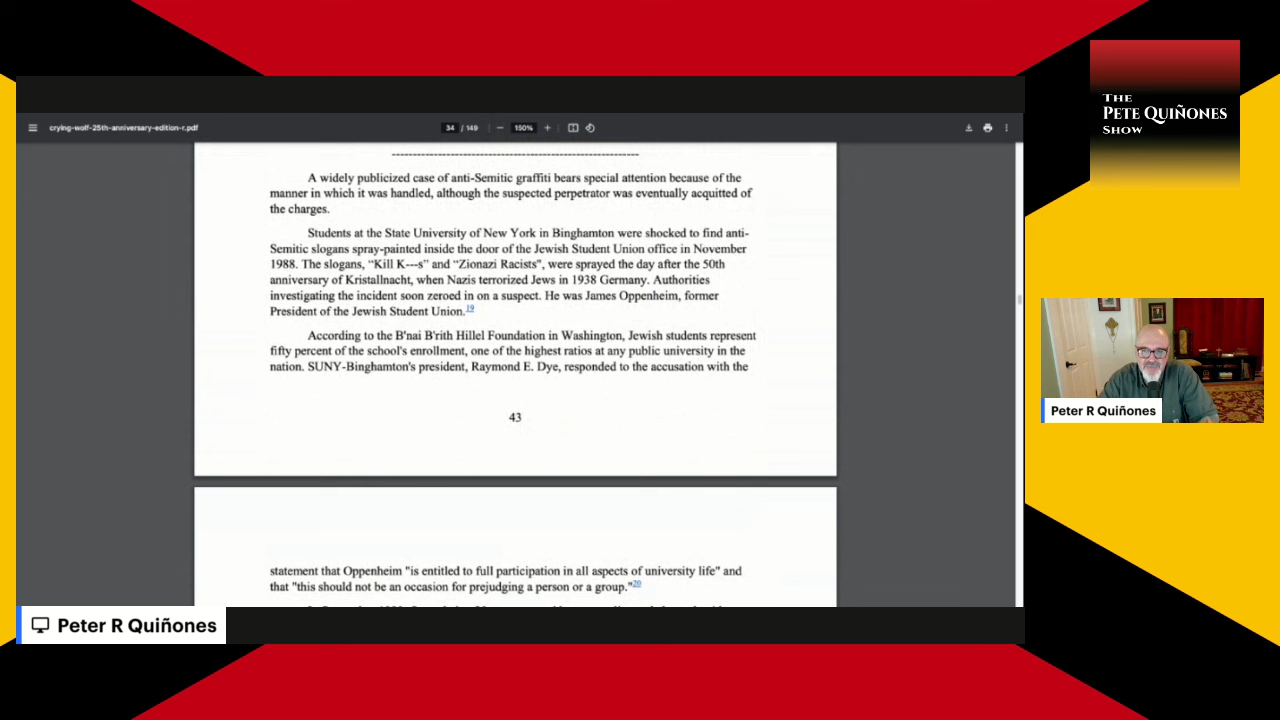 THE
PETE QUIÑONES
SHOW
crying-wolf-25th-anniversary-edition-r.pdf
34 / 149
150%
A widely publicized case of anti-Semitic graffiti bears special attention because of the
manner in which it was handled, although the suspected perpetrator was eventually acquitted of
the charges.
Students at the State University of New York in Binghamton were shocked to find anti-
Semitic slogans spray-painted inside the door of the Jewish Student Union office in November
1988. The slogans, “Kill K---s” and “Zionazi Racists”, were sprayed the day after the 50th
anniversary of Kristallnacht, when Nazis terrorized Jews in 1938 Germany. Authorities
investigating the incident soon zeroed in on a suspect. He was James Oppenheim, former
President of the Jewish Student Union.19
According to the B'nai B'rith Hillel Foundation in Washington, Jewish students represent
fifty percent of the school's enrollment, one of the highest ratios at any public university in the
nation. SUNY-Binghamton's president, Raymond E. Dye, responded to the accusation with the
43
statement that Oppenheim "is entitled to full participation in all aspects of university life" and
that "this should not be an occasion for prejudging a person or a group."20
Peter R Quiñones
Peter R Quiñones